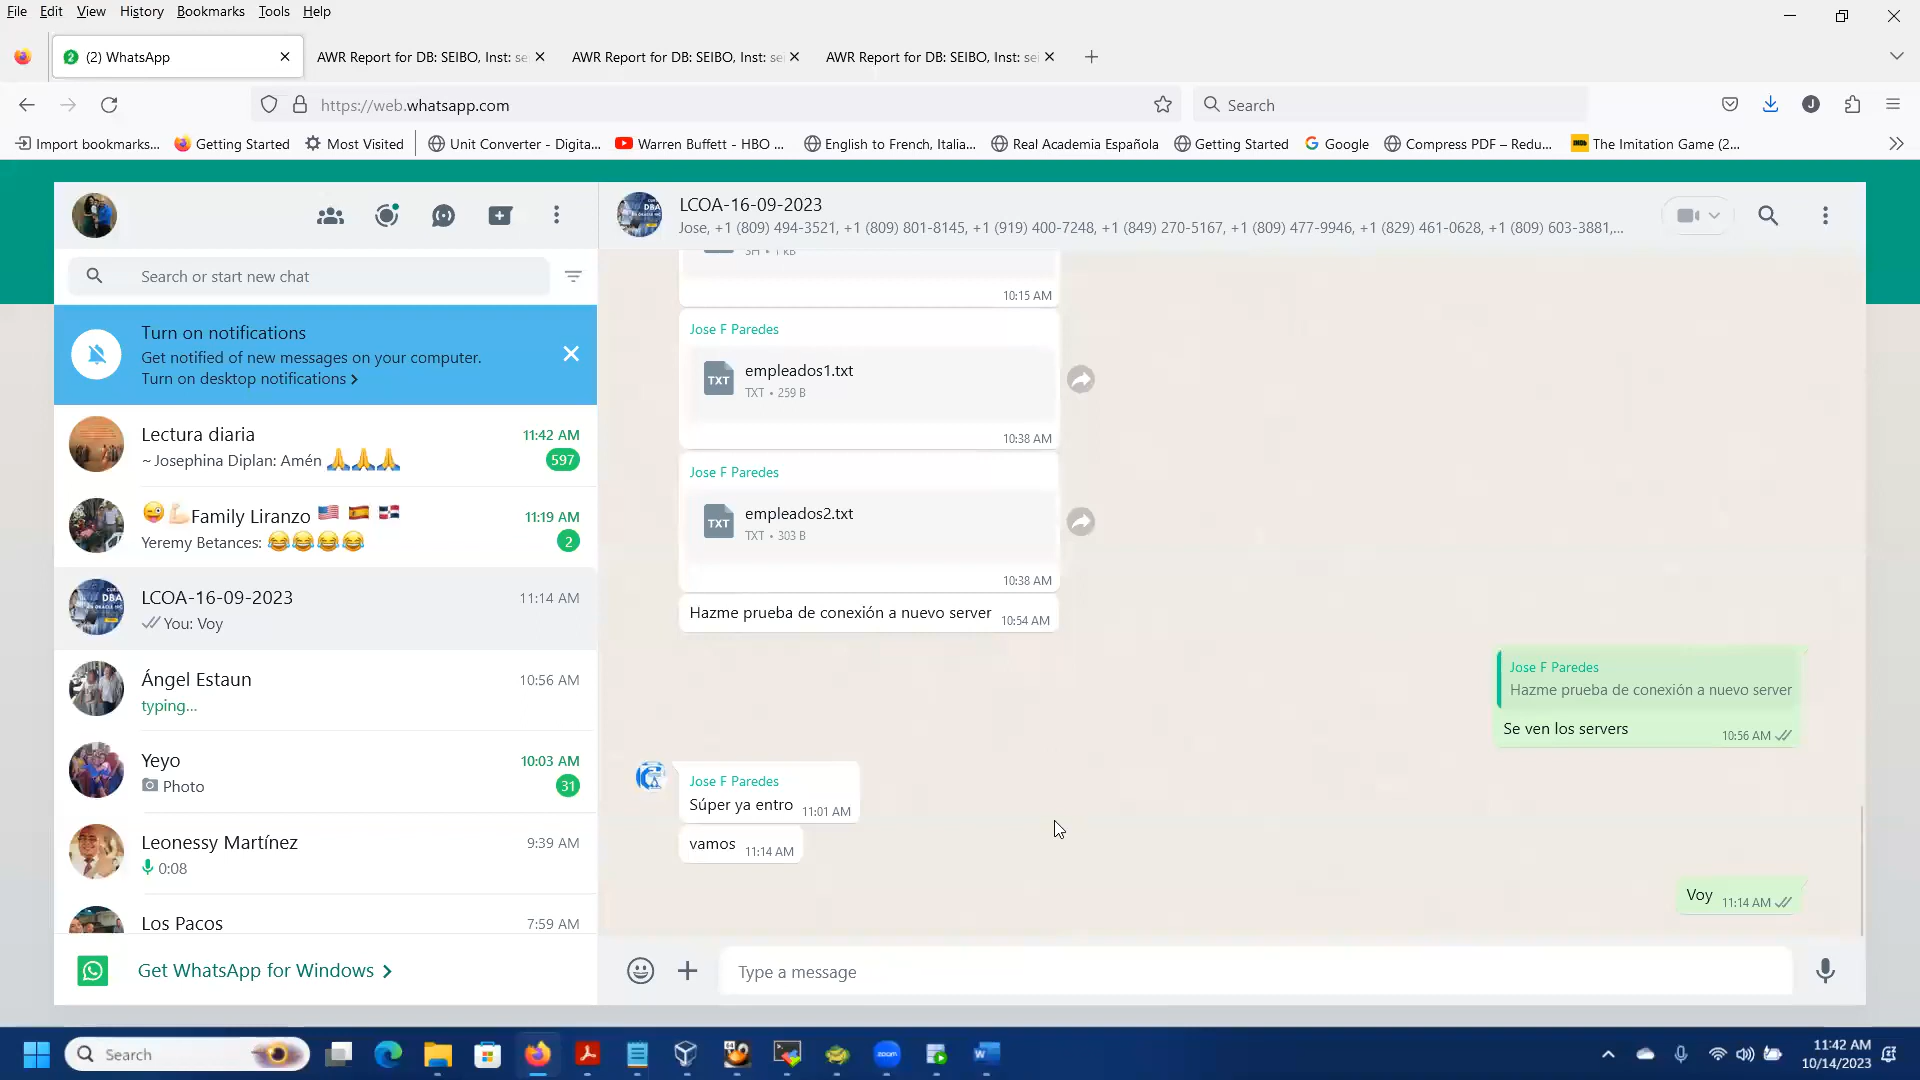 File Edit View History Bookmarks Tools Help
(2) WhatsApp
AWR Report for DB: SEIBO, Inst: se
AWR Report for DB: SEIBO, Inst: se
AWR Report for DB: SEIBO, Inst: se
https://web.whatsapp.com
Search
J
Import bookmarks...
Getting Started
Most Visited
Unit Converter - Digita...
Warren Buffett - HBO ...
English to French, Italia...
Real Academia Española
Getting Started
Google
Compress PDF – Redu...
The Imitation Game (2...
LCOA-16-09-2023
Jose, +1 (809) 494-3521, +1 (809) 801-8145, +1 (919) 400-7248, +1 (849) 270-5167, +1 (809) 477-9946, +1 (829) 461-0628, +1 (809) 603-3881,...
Search or start new chat
Turn on notifications
Get notified of new messages on your computer.
Turn on desktop notifications
Lectura diaria
11:42 AM
~ Josephina Diplan: Amén 🙏🙏🙏
597
😜💪🏻Family Liranzo 🇺🇸 🇪🇸 🇩🇴
11:19 AM
Yeremy Betances: 😂😂😂😂
2
LCOA-16-09-2023
11:14 AM
You: Voy
Ángel Estaun
10:56 AM
typing...
Yeyo
10:03 AM
Photo
31
Leonessy Martínez
9:39 AM
0:08
Los Pacos
7:59 AM
Get WhatsApp for Windows
SH • 1 KB
10:15 AM
Jose F Paredes
TXT
empleados1.txt
TXT • 259 B
10:38 AM
Jose F Paredes
TXT
empleados2.txt
TXT • 303 B
10:38 AM
Hazme prueba de conexión a nuevo server
10:54 AM
Jose F Paredes
Hazme prueba de conexión a nuevo server
Se ven los servers
10:56 AM
Jose F Paredes
Súper ya entro
11:01 AM
vamos
11:14 AM
Voy
11:14 AM
Type a message
Search
zoom
11:42 AM
10/14/2023